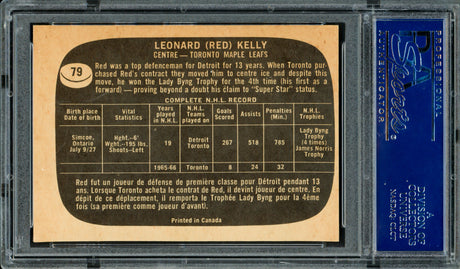 79
LEONARD (RED) KELLY
CENTRE—TORONTO MAPLE LEAFS
Red was a top defenceman for Detroit for 13 years. When Toronto
purchased Red's contract they moved him to centre ice and despite this
move, he won the Lady Byng Trophy for the 4th time (his first as a
forward) — proving beyond a doubt his claim to "Super Star" status.
COMPLETE N.H.L. RECORD
Birth place Date of birth | Vital Statistics | Years played in N.H.L. | N.H.L. Teams played in | Goals Scored | Assists | Penalties (Min.) | N.H.L. Trophies
Simcoe, Ontario July 9/27 | Hght.-6' Wght-195 lbs. Shoots-Left | 19 | Detroit Toronto | 267 | 518 | 785 | Lady Byng Trophy (4 times) James Norris Trophy
1965-66 | Toronto | 8 | 24 | 32
Red fut un joueur de défense de première classe pour Détroit pendant 13
ans. Lorsque Toronto acheta le contrat de Red, il devint joueur de centre. En
dépit de ce déplacement, il remporta le Trophée Lady Byng pour la 4ème
fois (sa première comme joueur d'avant).
Printed in Canada
PROFESSIONAL
PSA
Sports
AUTHENTICATOR
A DIVISION OF
COLLECTORS
UNIVERSE
NASDAQ: CLCT